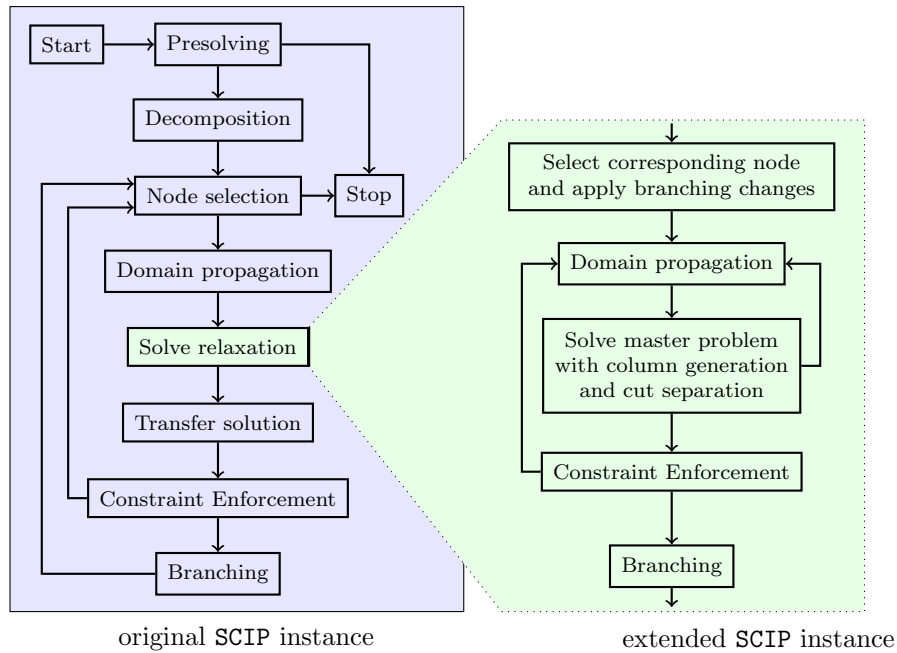 Start
Presolving
Decomposition
Node selection
Stop
Domain propagation
Solve relaxation
Transfer solution
Constraint Enforcement
Branching
original SCIP instance
Select corresponding node
and apply branching changes
Domain propagation
Solve master problem
with column generation
and cut separation
Constraint Enforcement
Branching
extended SCIP instance